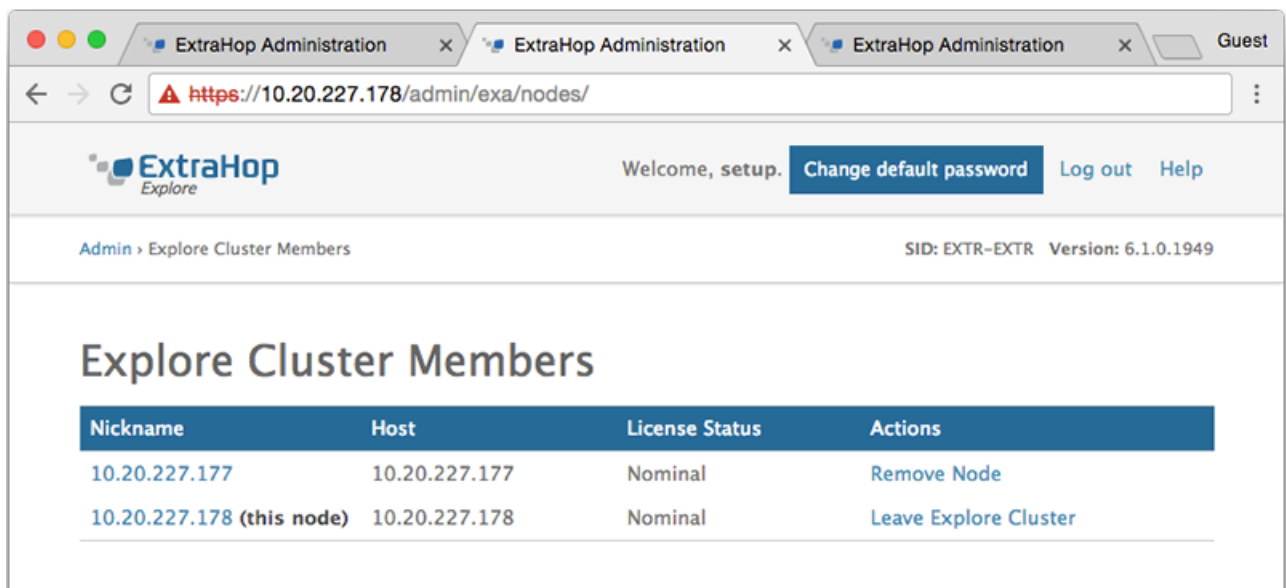 ExtraHop Administration × ExtraHop Administration × ExtraHop Administration × Guest
https://10.20.227.178/admin/exa/nodes/
ExtraHop
Explore
Welcome, setup. Change default password Log out Help
Admin › Explore Cluster Members SID: EXTR-EXTR Version: 6.1.0.1949
Explore Cluster Members
Nickname Host License Status Actions
10.20.227.177 10.20.227.177 Nominal Remove Node
10.20.227.178 (this node) 10.20.227.178 Nominal Leave Explore Cluster